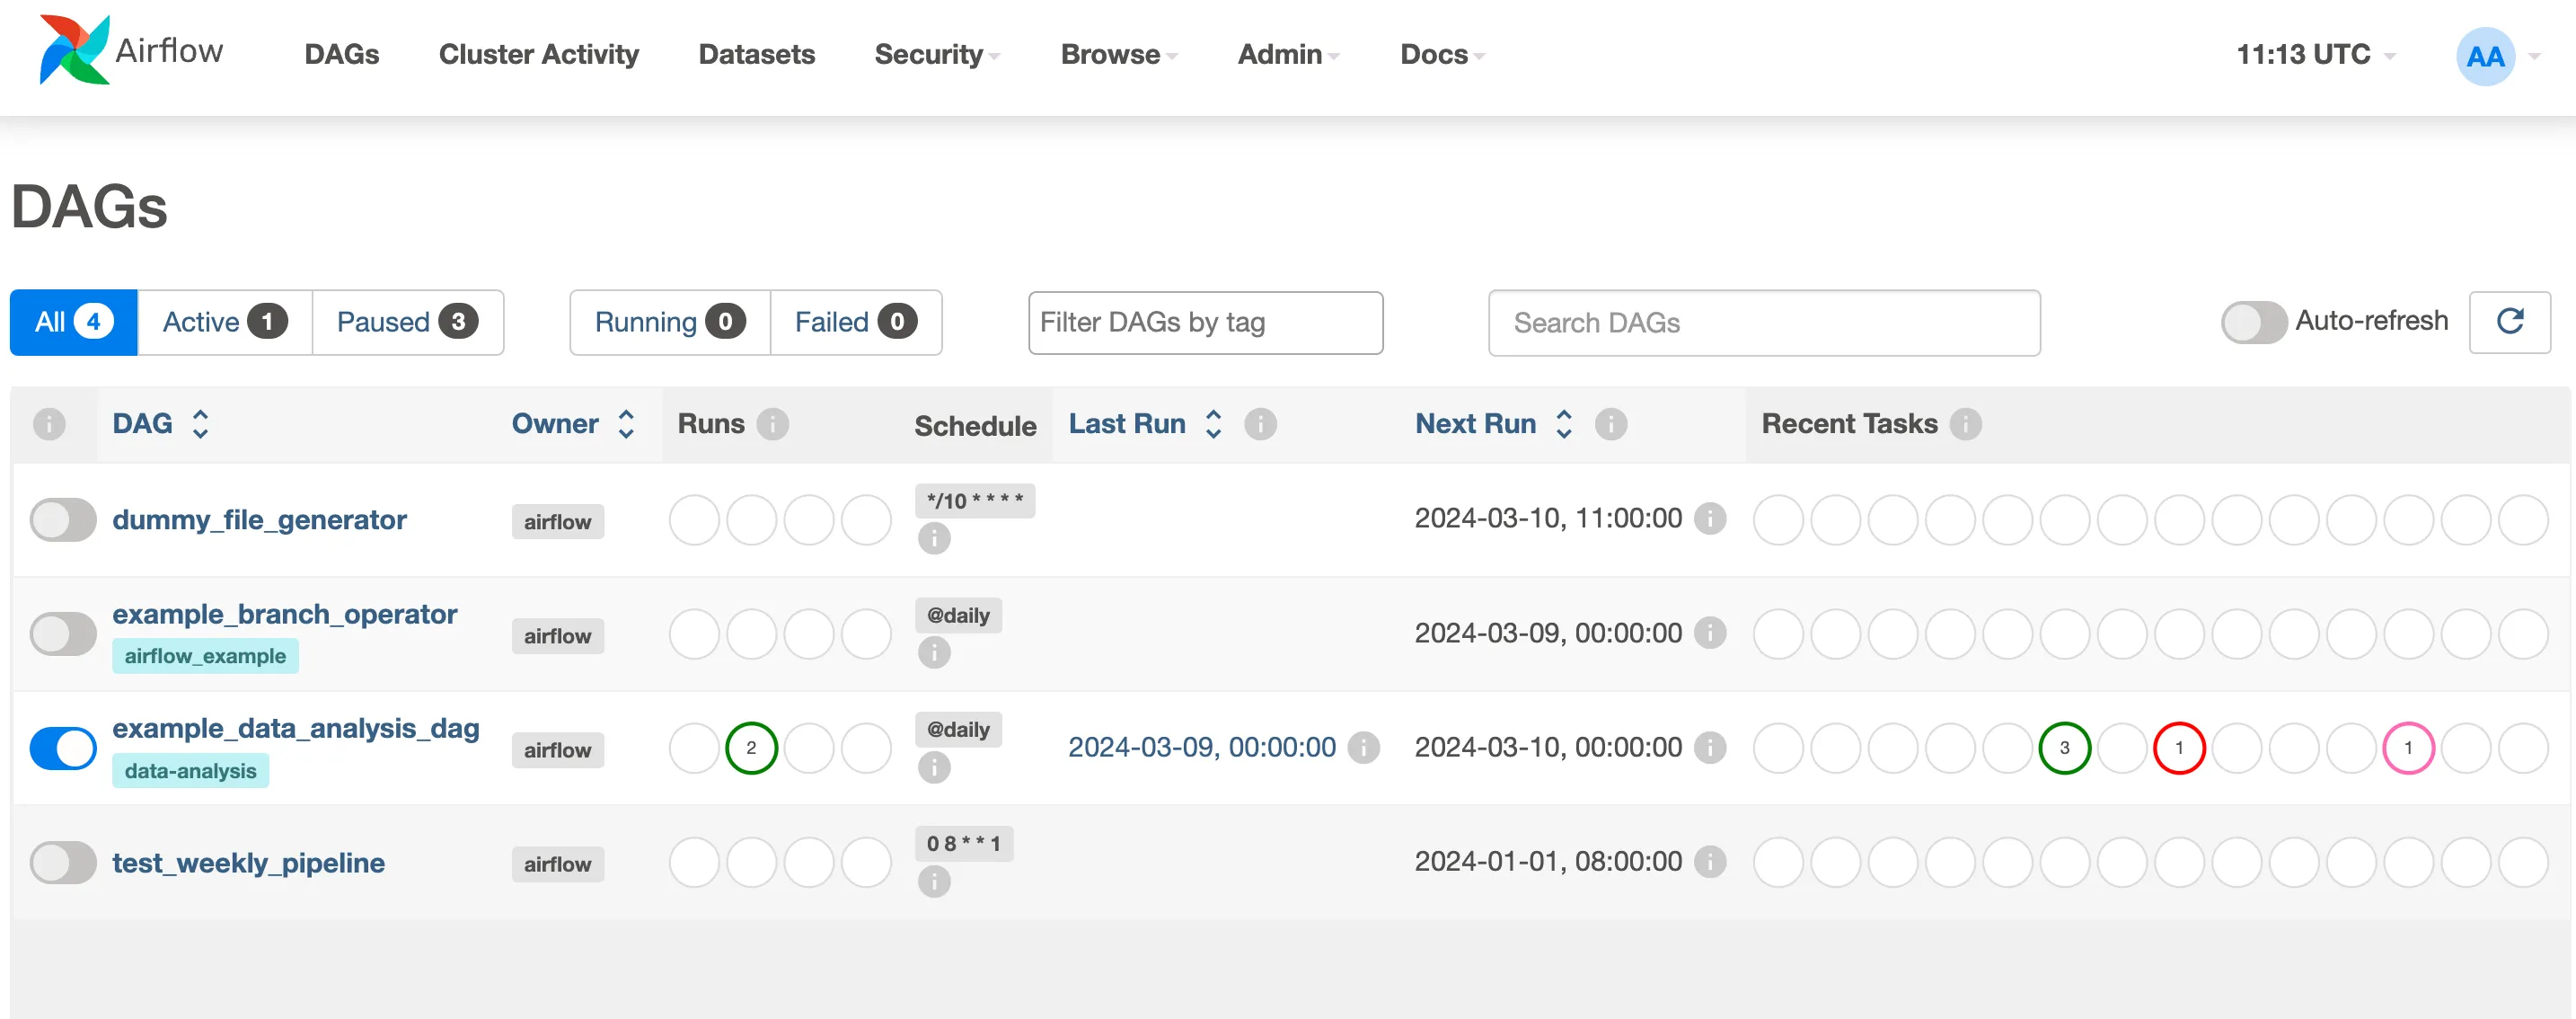 Airflow DAGs Cluster Activity Datasets Security Browse Admin Docs 11:13 UTC AA
DAGs
All 4 Active 1 Paused 3 Running 0 Failed 0 Filter DAGs by tag Search DAGs Auto-refresh
i DAG Owner Runs i Schedule Last Run i Next Run i Recent Tasks i
dummy_file_generator airflow */10 * * * * i 2024-03-10, 11:00:00 i
example_branch_operator airflow @daily i 2024-03-09, 00:00:00 i
airflow_example
example_data_analysis_dag airflow 2 @daily i 2024-03-09, 00:00:00 i 2024-03-10, 00:00:00 i 3 1 1
data-analysis
test_weekly_pipeline airflow 0 8 * * 1 i 2024-01-01, 08:00:00 i